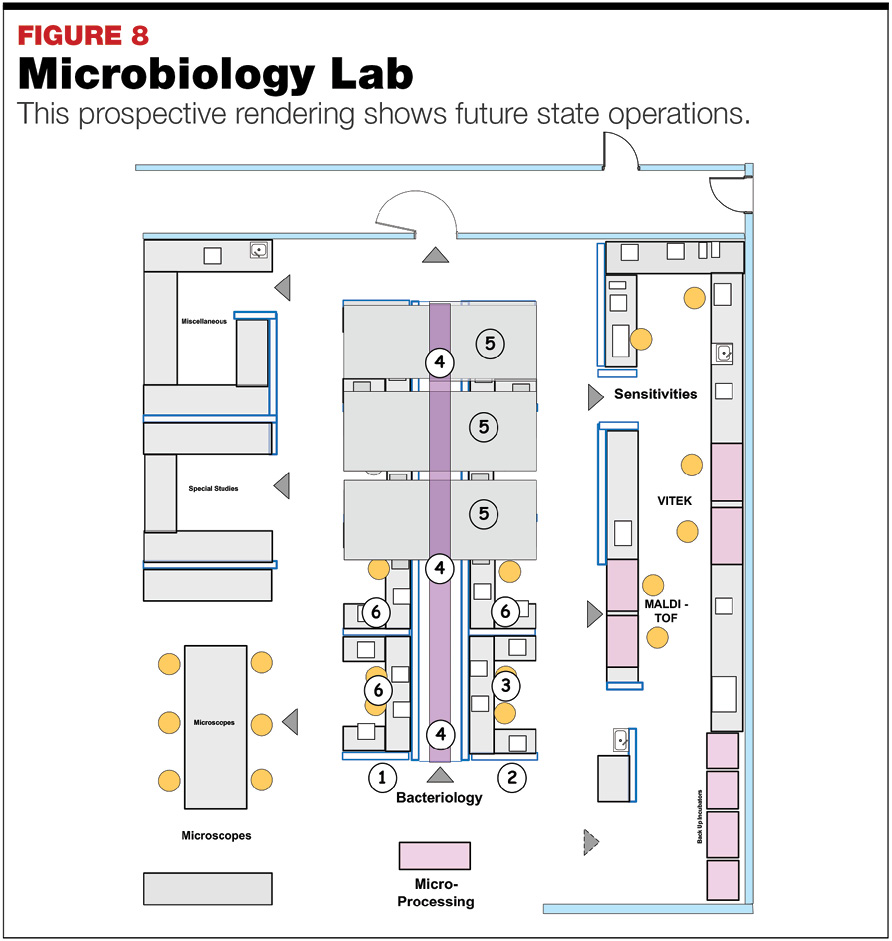 FIGURE 8
Microbiology Lab
This prospective rendering shows future state operations.
Miscellaneous
5
4
Sensitivities
5
Special Studies
VITEK
5
4
6
6
MALDI -
TOF
6
3
Microscopes
4
1
2
Bacteriology
Back Up Incubators
Microscopes
Micro-
Processing